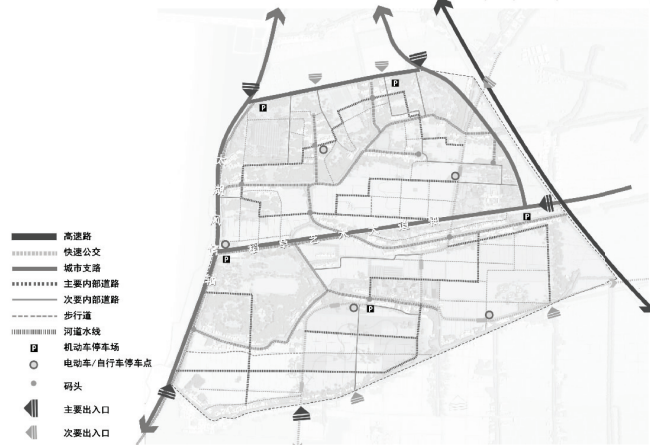 P
P
P
P
P
高速路
快速公交
城市支路
主要内部道路
次要内部道路
步行道
河道水线
P 机动车停车场
电动车/自行车停车点
码头
主要出入口
次要出入口